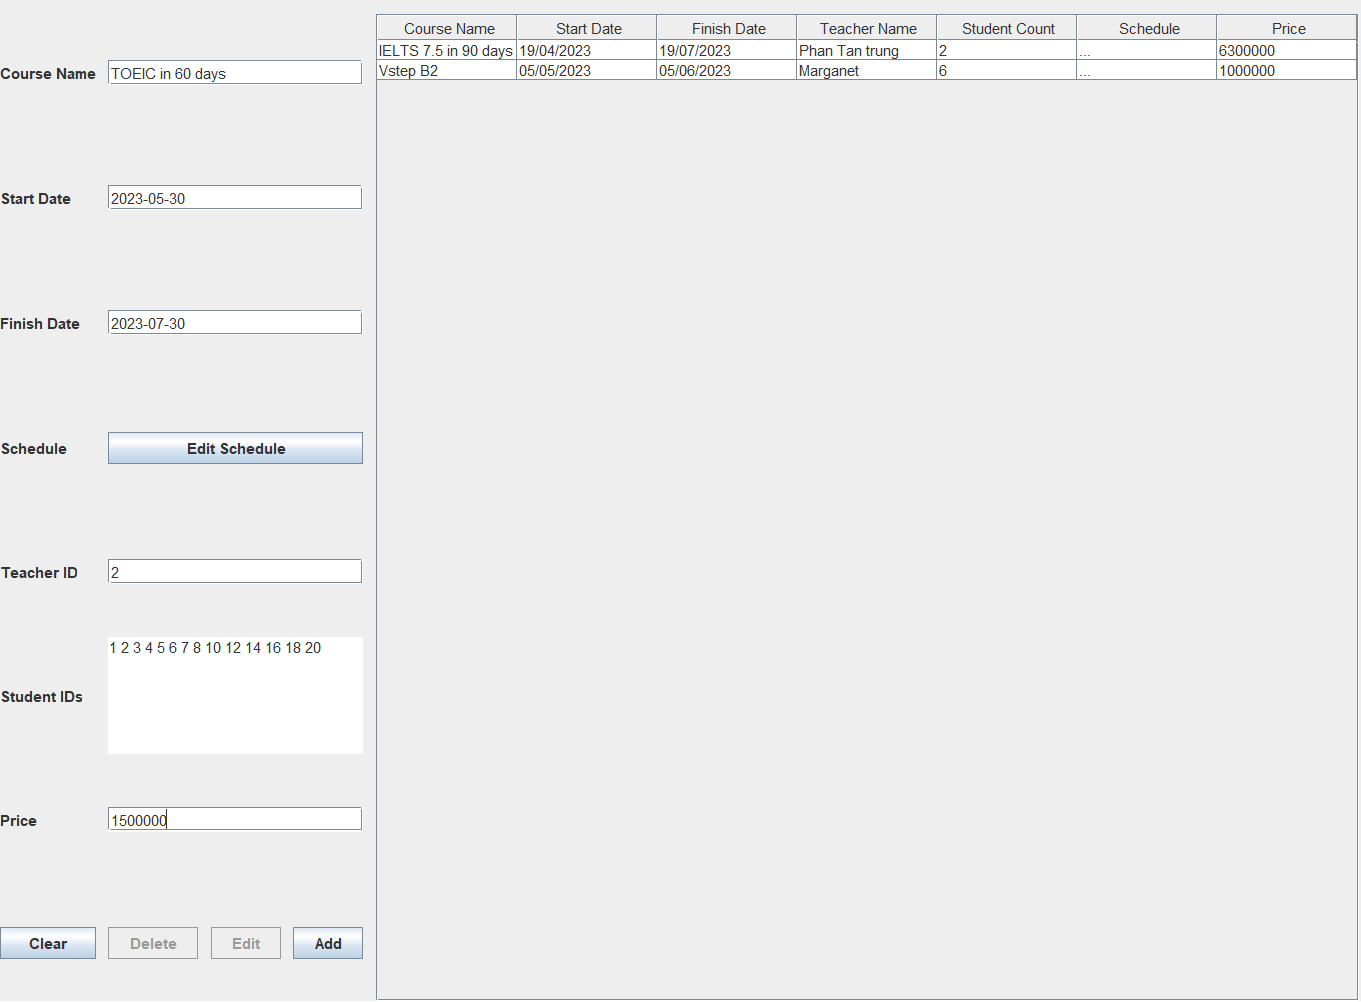 Course Name TOEIC in 60 days
Start Date 2023-05-30
Finish Date 2023-07-30
Schedule Edit Schedule
Teacher ID 2
Student IDs 1 2 3 4 5 6 7 8 10 12 14 16 18 20
Price 1500000
Clear Delete Edit Add
Course Name Start Date Finish Date Teacher Name Student Count Schedule Price
IELTS 7.5 in 90 days 19/04/2023 19/07/2023 Phan Tan trung 2 ... 6300000
Vstep B2 05/05/2023 05/06/2023 Marganet 6 ... 1000000